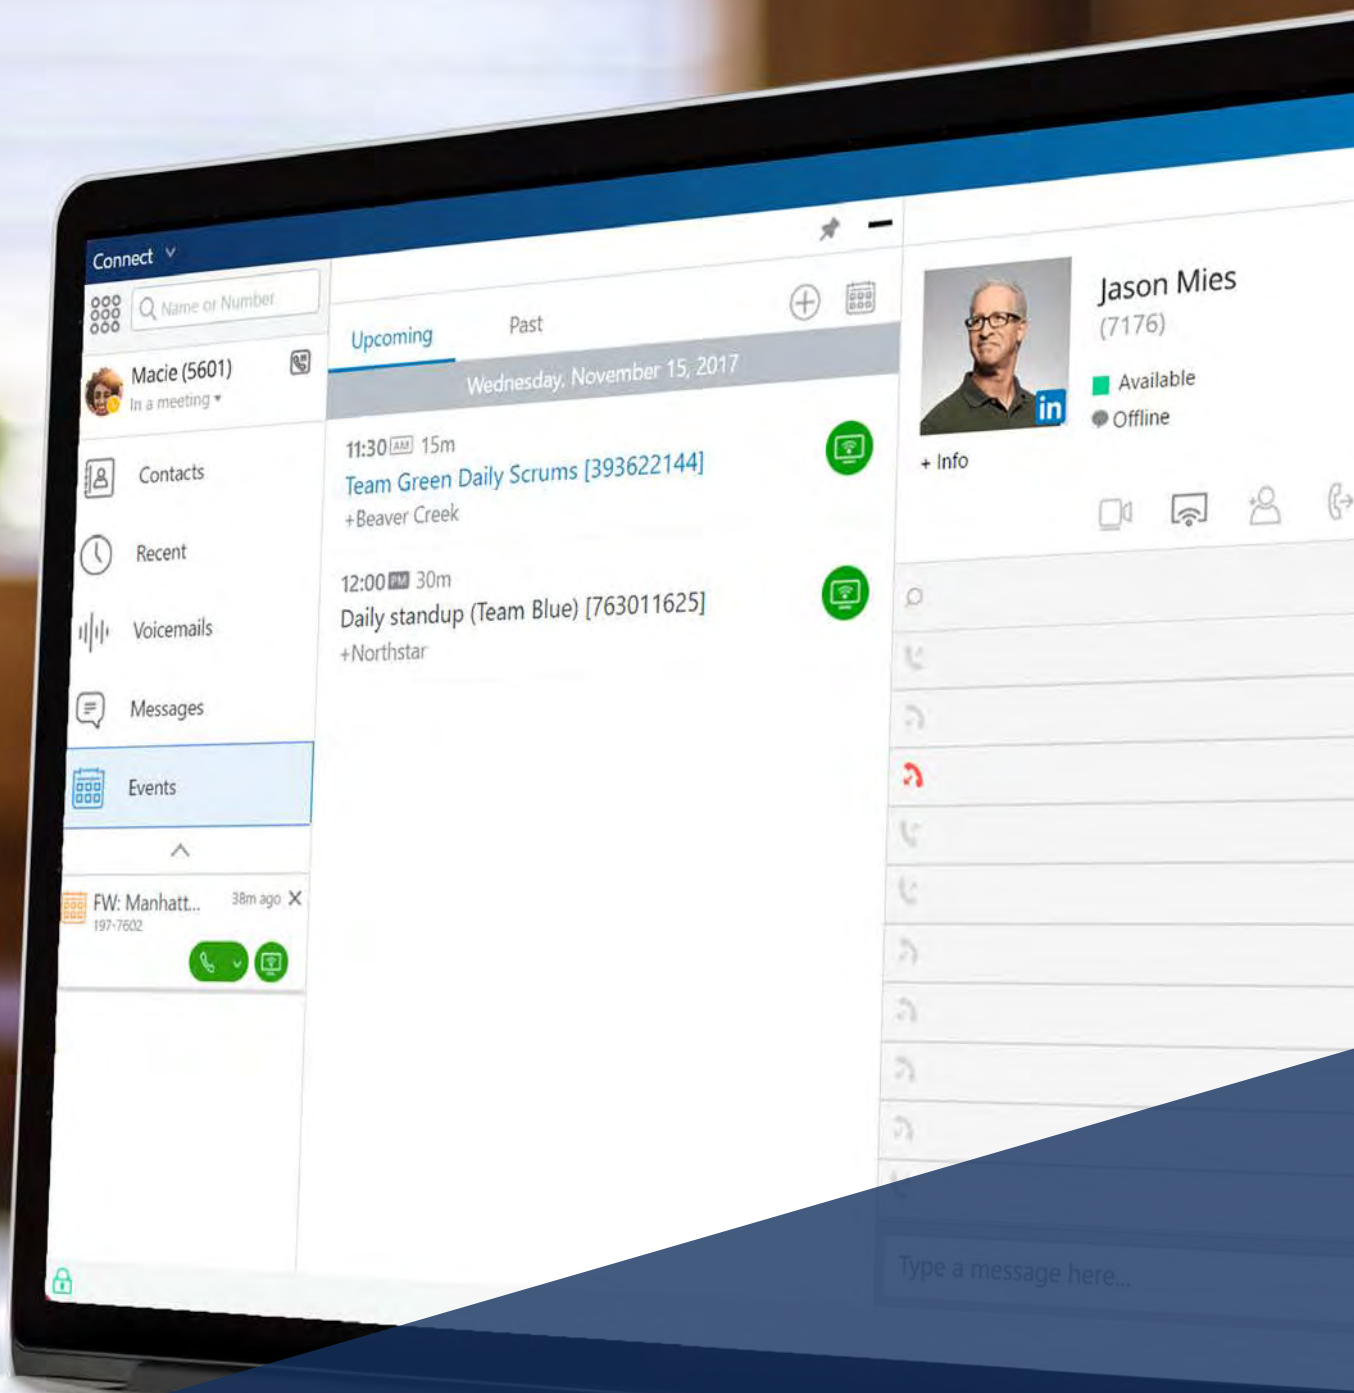 Connect
Name or Number
Macie (5601)
In a meeting
Contacts
Recent
Voicemails
Messages
Events
FW: Manhatt... 38m ago
197-7602
Upcoming Past
Wednesday, November 15, 2017
11:30 AM 15m
Team Green Daily Scrums [393622144]
+Beaver Creek
12:00 PM 30m
Daily standup (Team Blue) [763011625]
+Northstar
Jason Mies
(7176)
in
Available
Offline
+ Info
Type a message here...